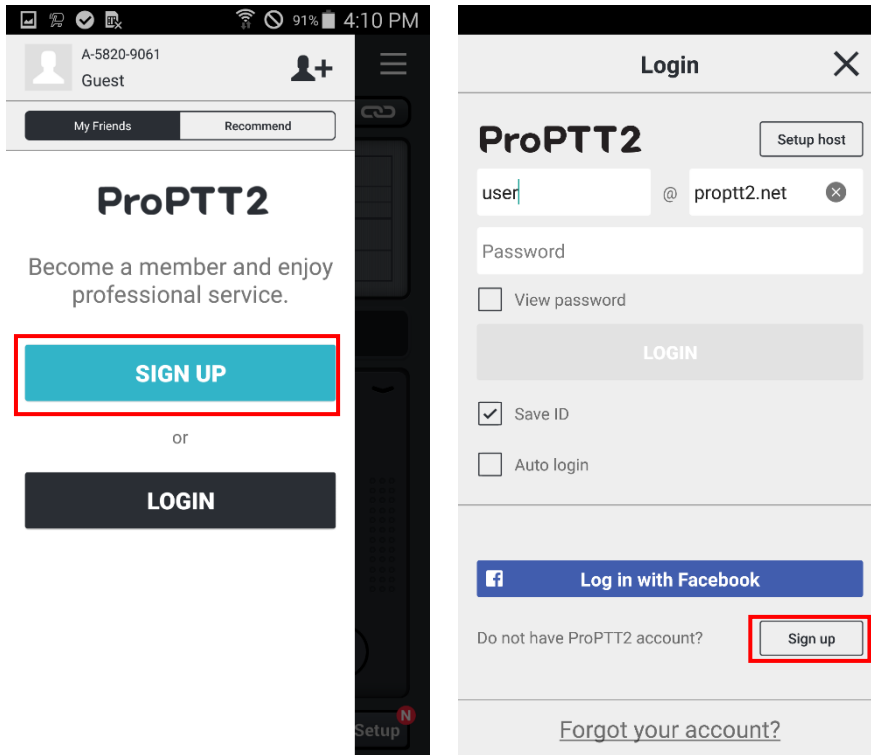 91% 4:10 PM
A-5820-9061
Guest
My Friends Recommend
ProPTT2
Become a member and enjoy
professional service.
SIGN UP
or
LOGIN
N
Setup
Login
ProPTT2 Setup host
user @ proptt2.net
Password
View password
LOGIN
Save ID
Auto login
f Log in with Facebook
Do not have ProPTT2 account? Sign up
Forgot your account?